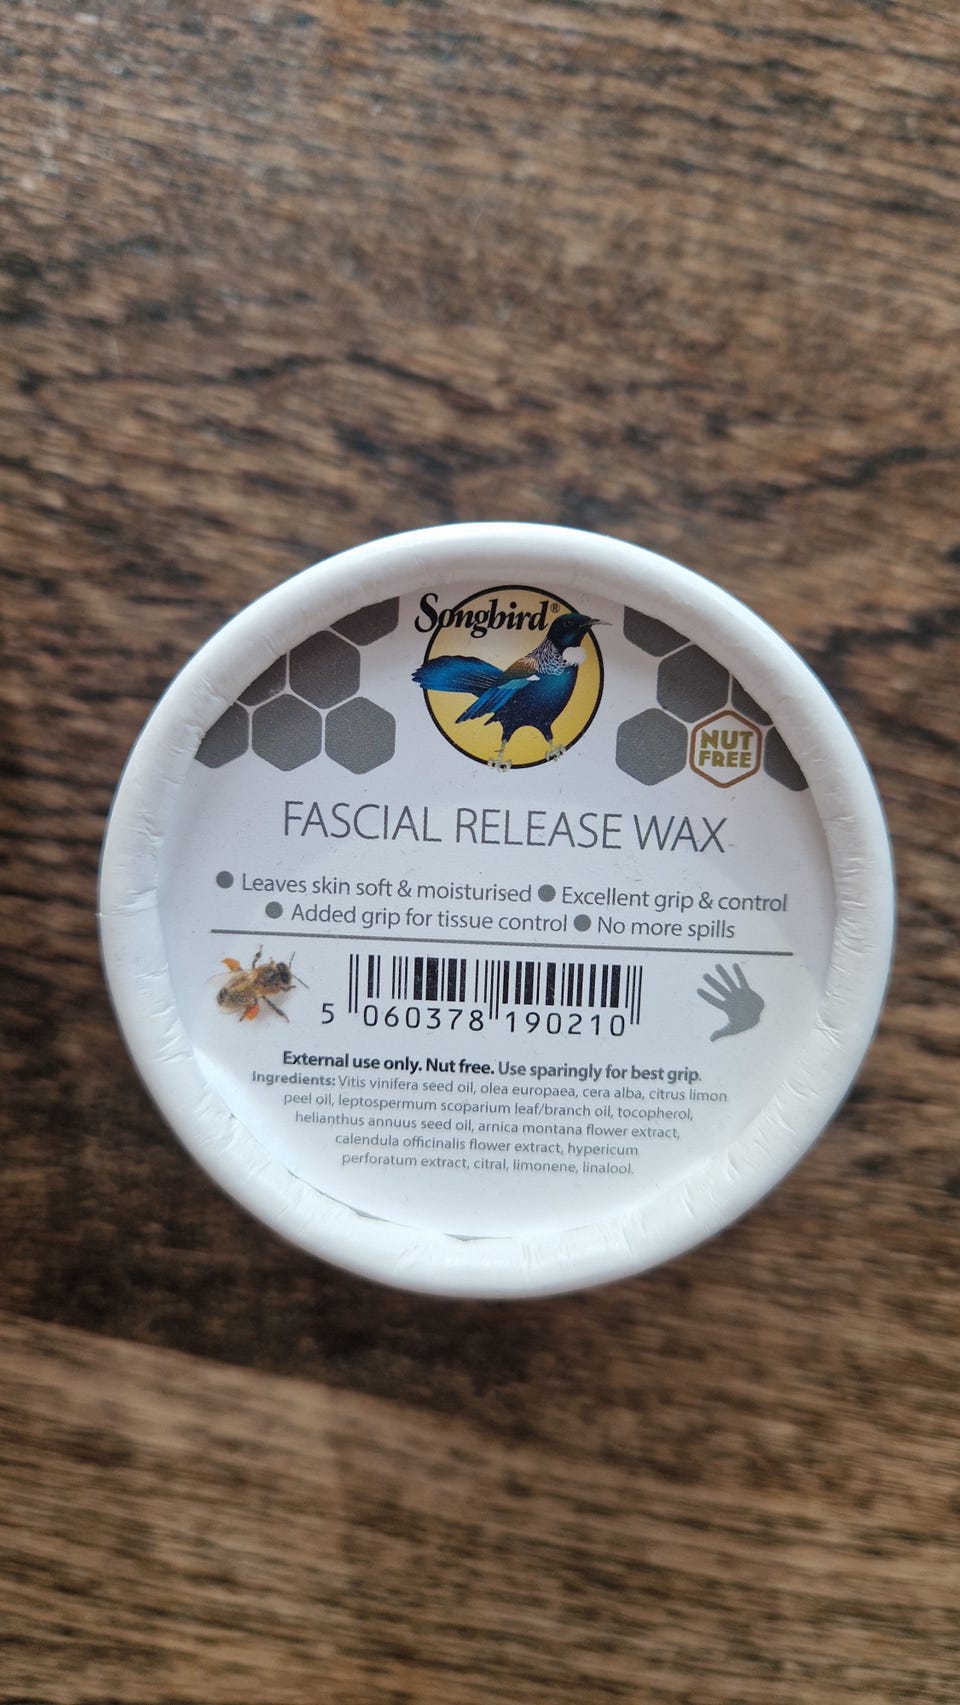 Songbird®
NUT
FREE
FASCIAL RELEASE WAX
● Leaves skin soft & moisturised ● Excellent grip & control
● Added grip for tissue control ● No more spills
5 060378 190210
External use only. Nut free. Use sparingly for best grip.
Ingredients: Vitis vinifera seed oil, olea europaea, cera alba, citrus limon
peel oil, leptospermum scoparium leaf/branch oil, tocopherol,
helianthus annuus seed oil, arnica montana flower extract,
calendula officinalis flower extract, hypericum
perforatum extract, citral, limonene, linalool.